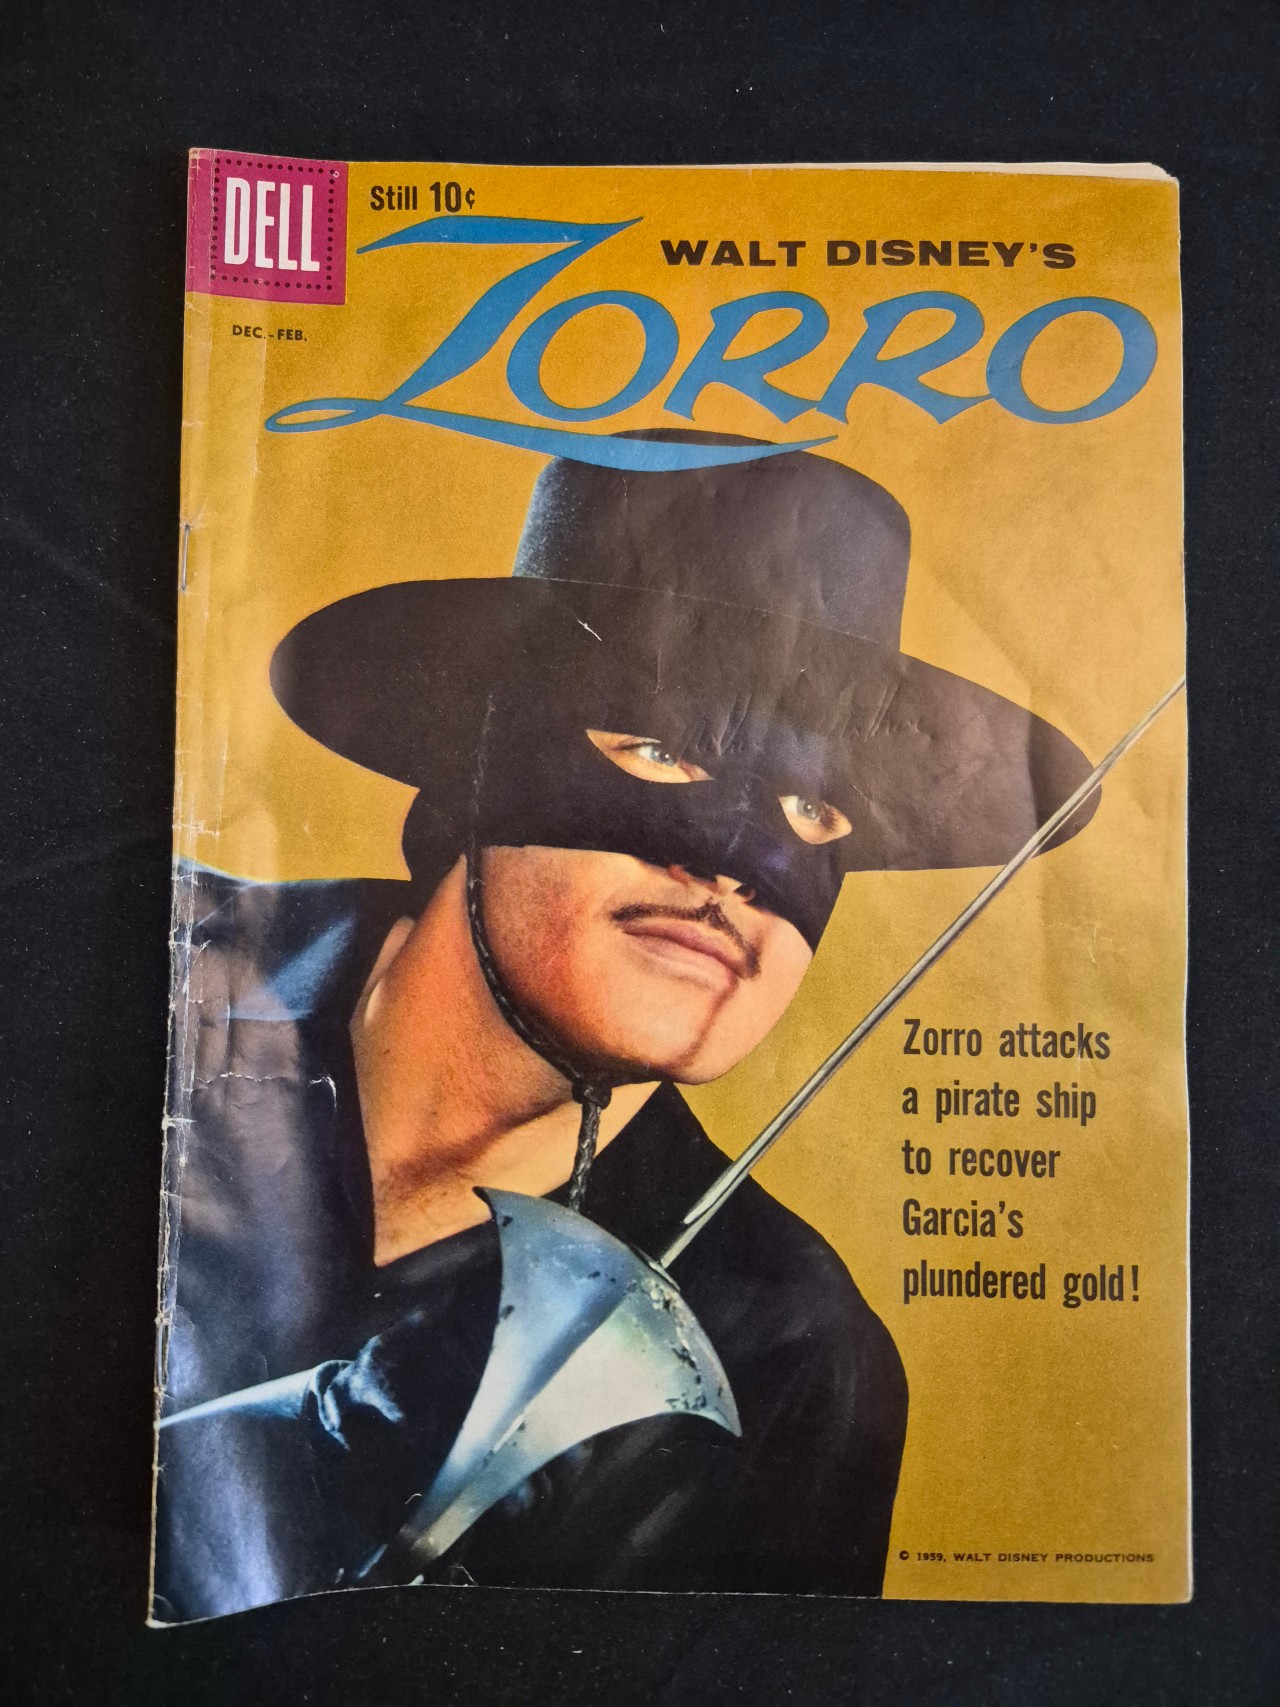 DELL
Still 10¢
WALT DISNEY'S
ZORRO
DEC.-FEB.
Zorro attacks
a pirate ship
to recover
Garcia's
plundered gold!
© 1959, WALT DISNEY PRODUCTIONS